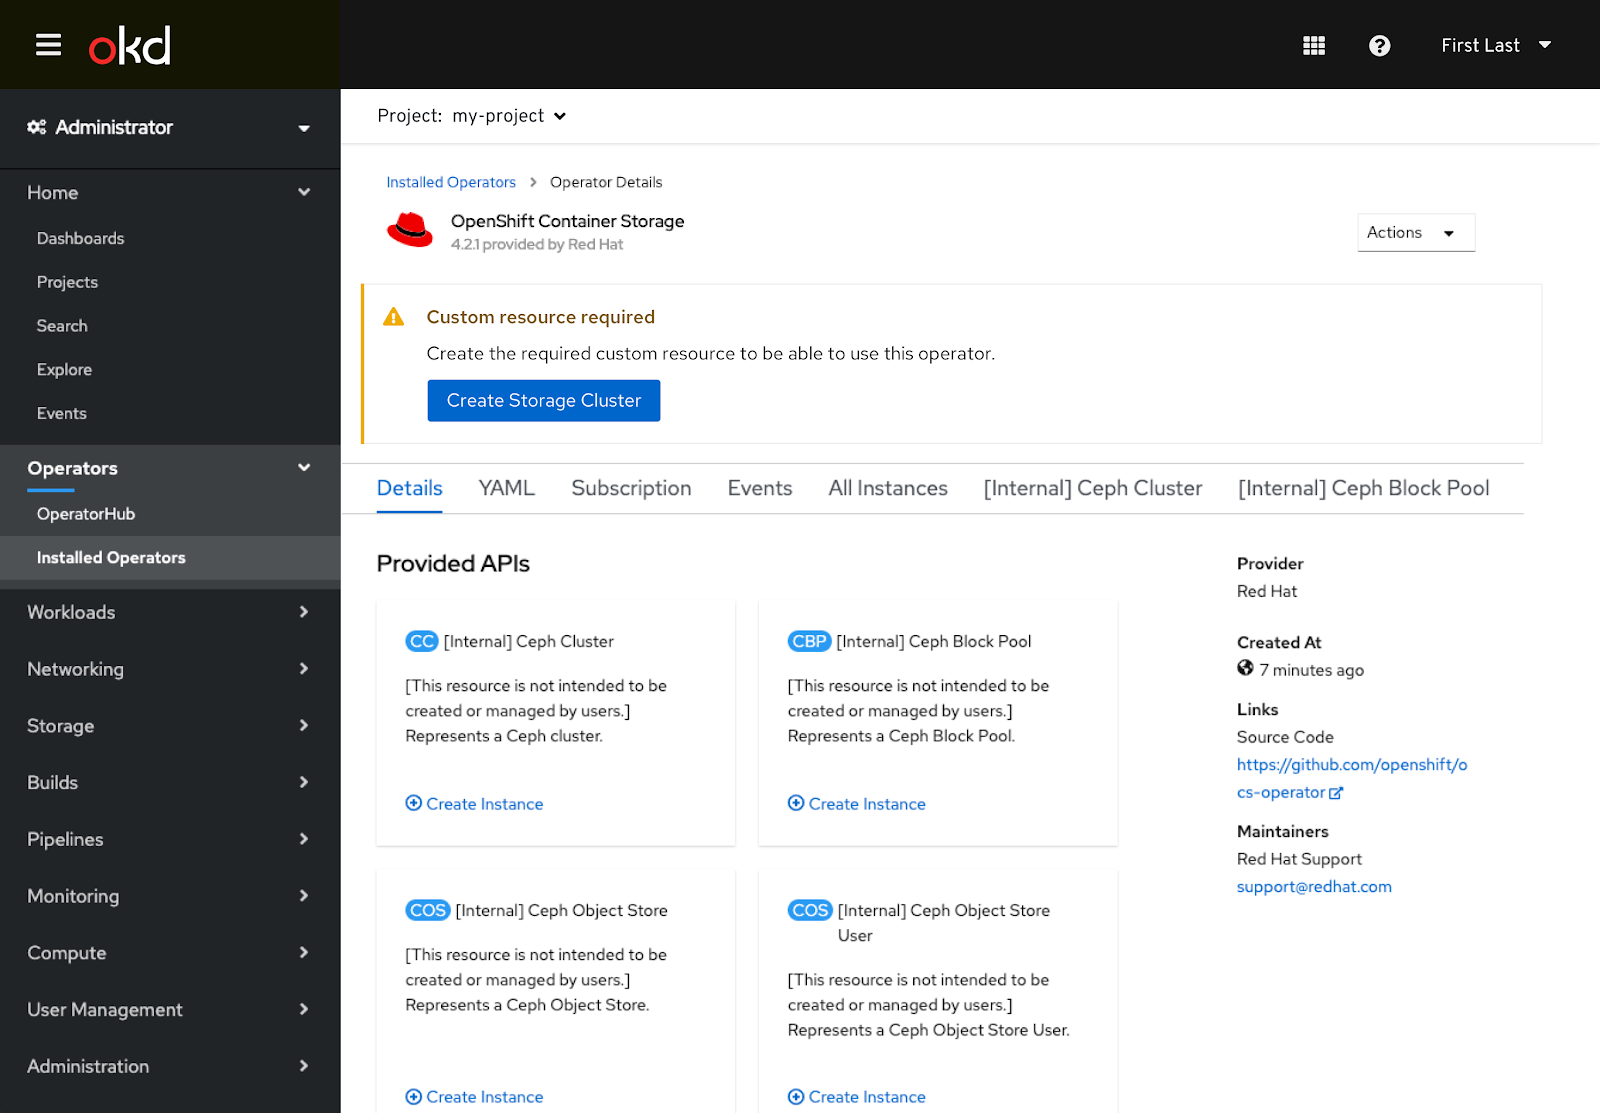 okd
First Last
Administrator
Home
Dashboards
Projects
Search
Explore
Events
Operators
OperatorHub
Installed Operators
Workloads
Networking
Storage
Builds
Pipelines
Monitoring
Compute
User Management
Administration
Project: my-project
Installed Operators > Operator Details
OpenShift Container Storage
4.2.1 provided by Red Hat
Actions
Custom resource required
Create the required custom resource to be able to use this operator.
Create Storage Cluster
Details YAML Subscription Events All Instances [Internal] Ceph Cluster [Internal] Ceph Block Pool
Provided APIs
CC [Internal] Ceph Cluster
[This resource is not intended to be
created or managed by users.]
Represents a Ceph cluster.
Create Instance
CBP [Internal] Ceph Block Pool
[This resource is not intended to be
created or managed by users.]
Represents a Ceph Block Pool.
Create Instance
COS [Internal] Ceph Object Store
[This resource is not intended to be
created or managed by users.]
Represents a Ceph Object Store.
Create Instance
COS [Internal] Ceph Object Store
User
[This resource is not intended to be
created or managed by users.]
Represents a Ceph Object Store User.
Create Instance
Provider
Red Hat
Created At
7 minutes ago
Links
Source Code
https://github.com/openshift/o
cs-operator
Maintainers
Red Hat Support
support@redhat.com